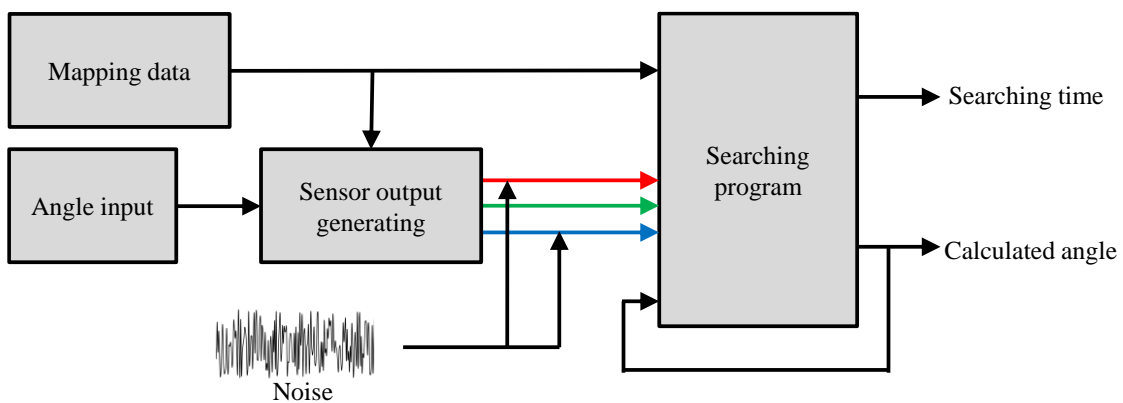 Mapping data
Searching time
Angle input
Sensor output
generating
Searching
program
Calculated angle
Noise